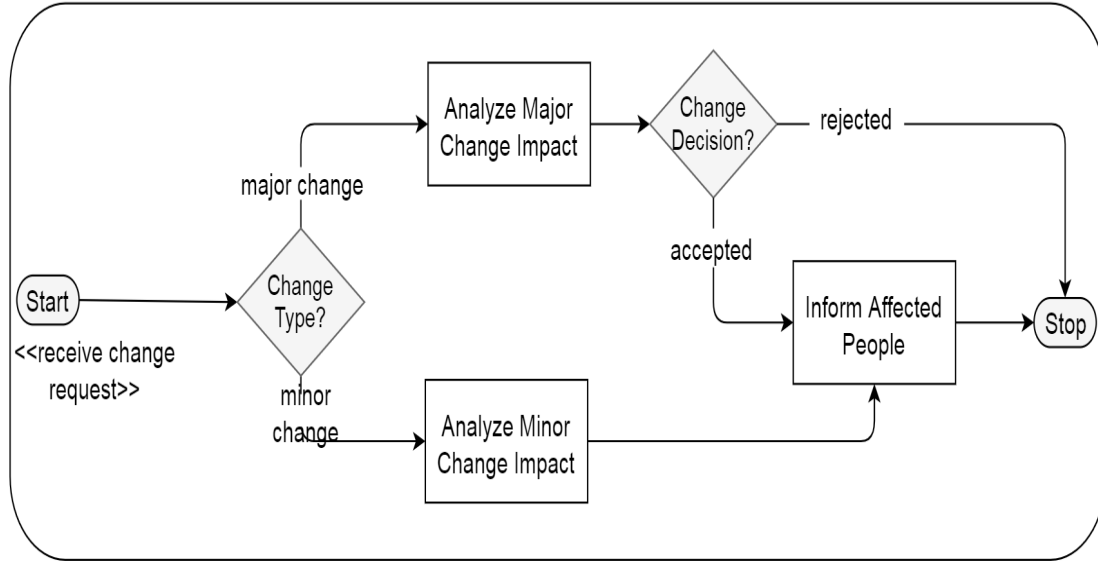 Start
<<receive change
request>>
Change
Type?
major change
minor
change
Analyze Major
Change Impact
Change
Decision?
rejected
accepted
Analyze Minor
Change Impact
Inform Affected
People
Stop